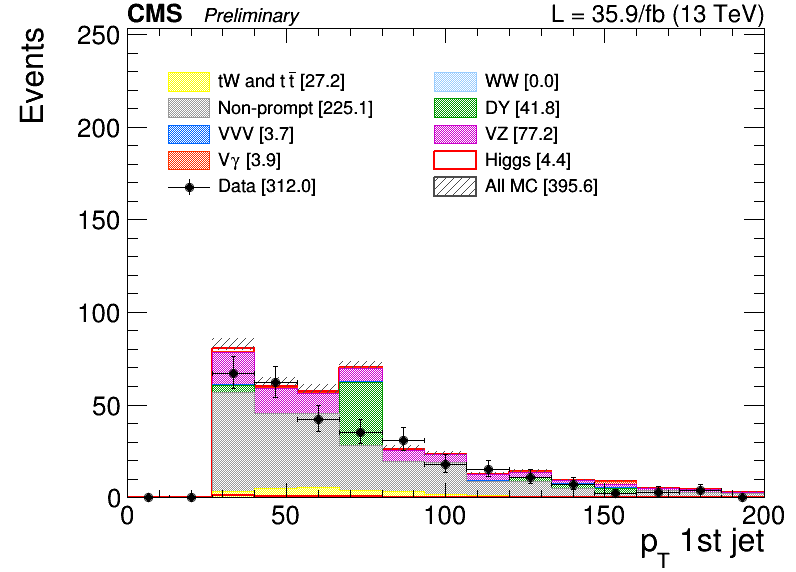 CMS Preliminary L = 35.9/fb (13 TeV)
Events
250
200
150
100
50
0
tW and t t̄ [27.2]
Non-prompt [225.1]
VVV [3.7]
Vγ [3.9]
Data [312.0]
WW [0.0]
DY [41.8]
VZ [77.2]
Higgs [4.4]
All MC [395.6]
0 50 100 150 200
p_T 1st jet